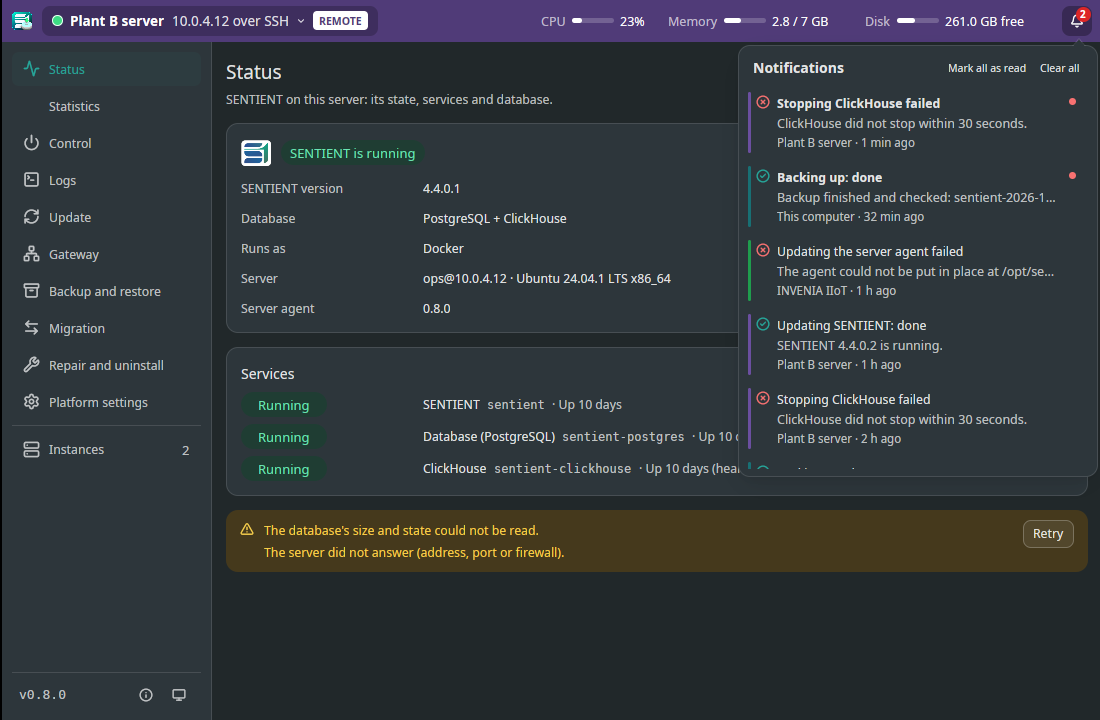 Plant B server 10.0.4.12 over SSH REMOTE
CPU 23% Memory 2.8 / 7 GB Disk 261.0 GB free
2
Status
Statistics
Control
Logs
Update
Gateway
Backup and restore
Migration
Repair and uninstall
Platform settings
Instances 2
v0.8.0
Status
SENTIENT on this server: its state, services and database.
SENTIENT is running
SENTIENT version 4.4.0.1
Database PostgreSQL + ClickHouse
Runs as Docker
Server ops@10.0.4.12 · Ubuntu 24.04.1 LTS x86_64
Server agent 0.8.0
Services
Running SENTIENT sentient · Up 10 days
Running Database (PostgreSQL) sentient-postgres · Up 10
Running ClickHouse sentient-clickhouse · Up 10 days (hea
The database's size and state could not be read.
The server did not answer (address, port or firewall).
Retry
Notifications Mark all as read Clear all
Stopping ClickHouse failed
ClickHouse did not stop within 30 seconds.
Plant B server · 1 min ago
Backing up: done
Backup finished and checked: sentient-2026-1...
This computer · 32 min ago
Updating the server agent failed
The agent could not be put in place at /opt/se...
INVENIA IIoT · 1 h ago
Updating SENTIENT: done
SENTIENT 4.4.0.2 is running.
Plant B server · 1 h ago
Stopping ClickHouse failed
ClickHouse did not stop within 30 seconds.
Plant B server · 2 h ago